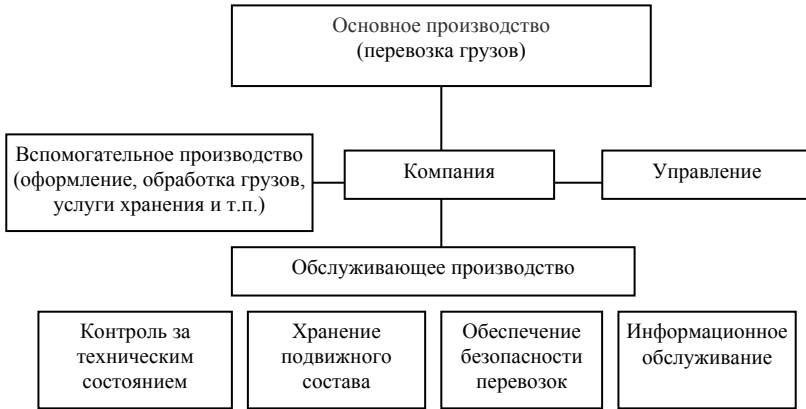 Основное производство
(перевозка грузов)
Вспомогательное производство
(оформление, обработка грузов,
услуги хранения и т.п.)
Компания
Управление
Обслуживающее производство
Контроль за
техническим
состоянием
Хранение
подвижного
состава
Обеспечение
безопасности
перевозок
Информационное
обслуживание